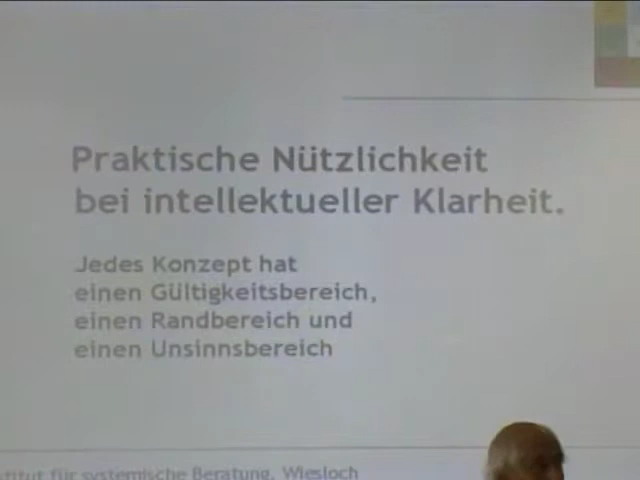 Praktische Nützlichkeit
bei intellektueller Klarheit.
Jedes Konzept hat
einen Gültigkeitsbereich,
einen Randbereich und
einen Unsinnsbereich
für systemische Beratung, Wiesloch